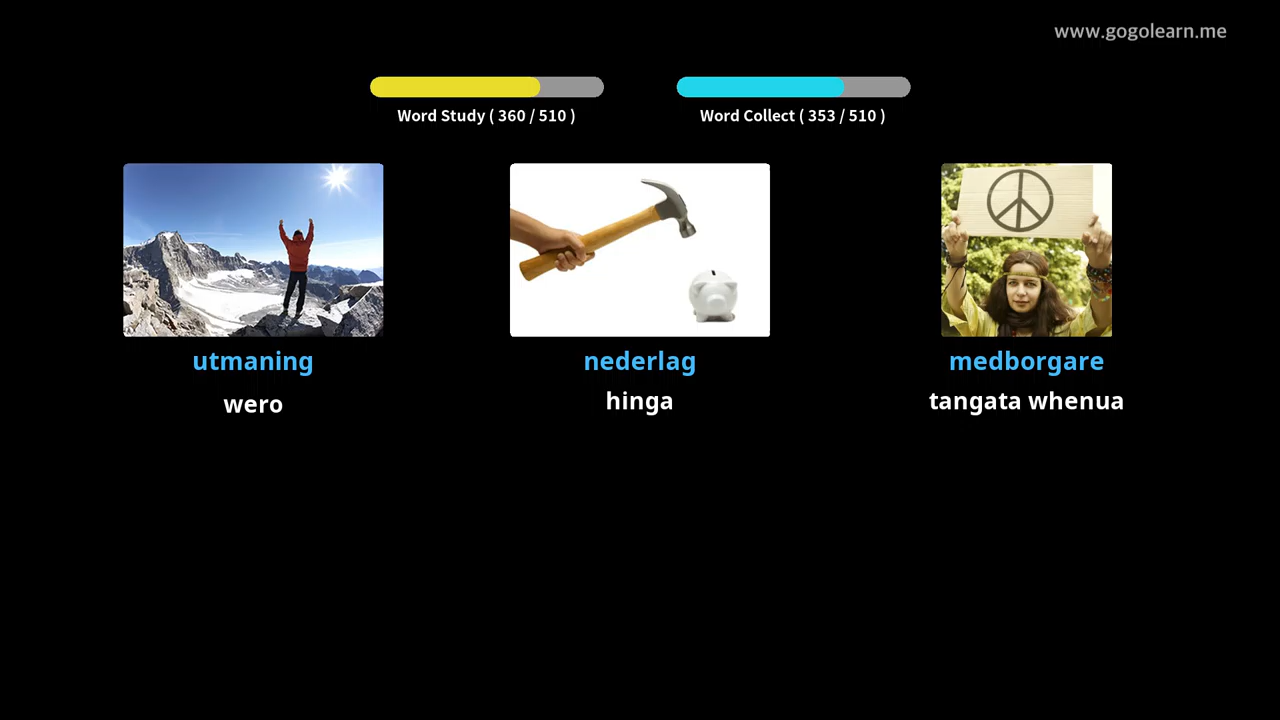 www.gogolearn.me
Word Study ( 360 / 510 )
Word Collect ( 353 / 510 )
utmaning
nederlag
medborgare
wero
hinga
tangata whenua